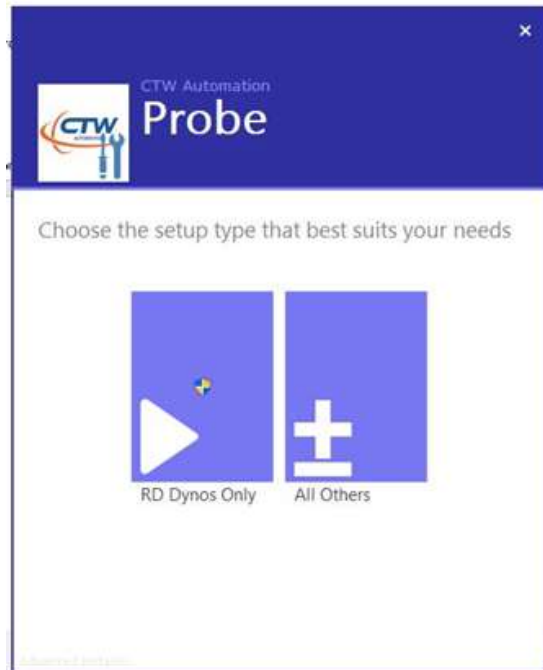 CTW Automation
Probe
CTW
Choose the setup type that best suits your needs
RD Dynos Only
All Others